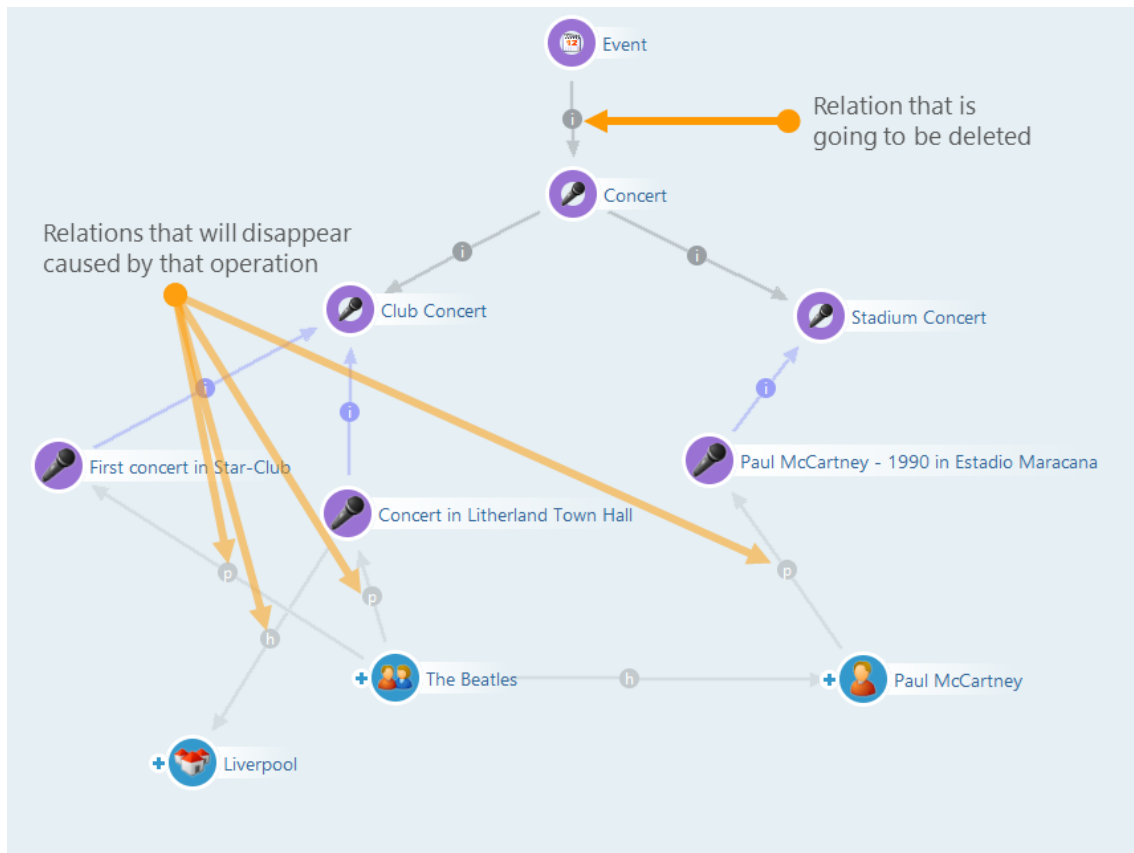 Event
12
i
Relation that is
going to be deleted
Concert
Relations that will disappear
caused by that operation
i
i
Club Concert
Stadium Concert
i
i
i
First concert in Star-Club
Paul McCartney - 1990 in Estadio Maracana
Concert in Litherland Town Hall
p
p
p
h
The Beatles
h
Paul McCartney
Liverpool